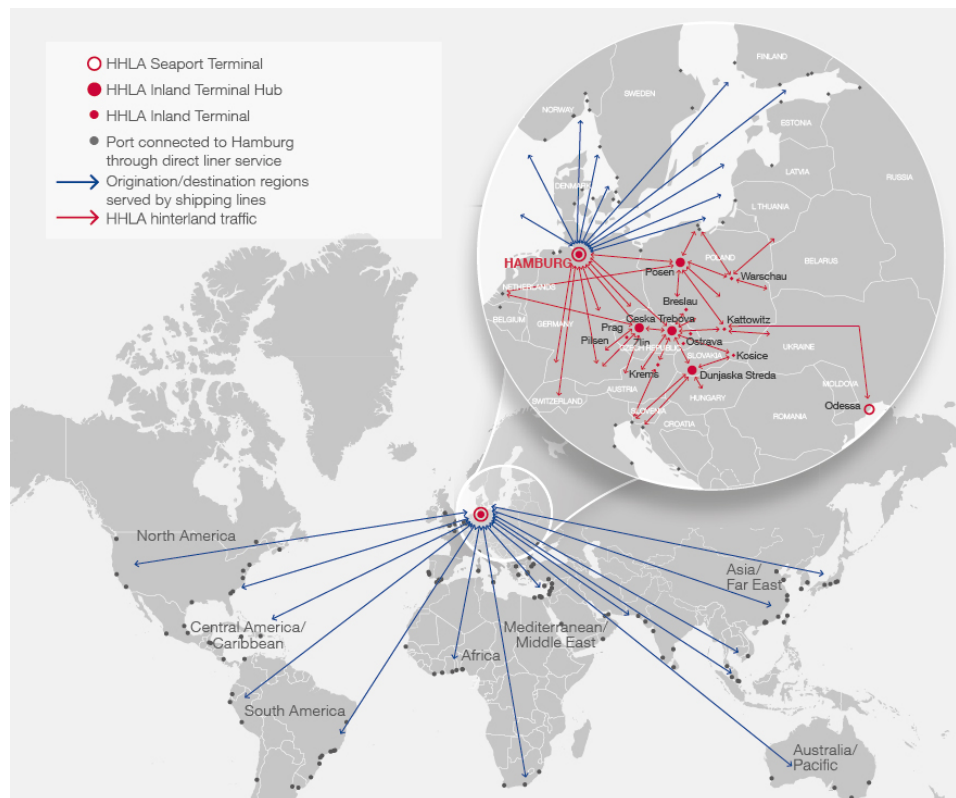 HHLA Seaport Terminal
HHLA Inland Terminal Hub
HHLA Inland Terminal
Port connected to Hamburg
through direct liner service
Origination/destination regions
served by shipping lines
HHLA hinterland traffic
FINLAND
SWEDEN
NORWAY
ESTONIA
RUSSIA
LATVIA
DENMARK
LITHUANIA
HAMBURG
POLAND
BELARUS
Posen
Warschau
NETHERLANDS
Breslau
BELGIUM
GERMANY
Ceska Trebova
Kattowitz
Prag
Pilsen
Zlin
Ostrava
CZECH REPUBLIC
UKRAINE
SLOVAKIA
Kosice
Krems
Dunjaska Streda
AUSTRIA
MOLDOVA
SWITZERLAND
HUNGARY
Odessa
SLOVENIA
ROMANIA
CROATIA
North America
Asia/
Far East
Central America/
Caribbean
Mediterranean/
Middle East
Africa
South America
Australia/
Pacific